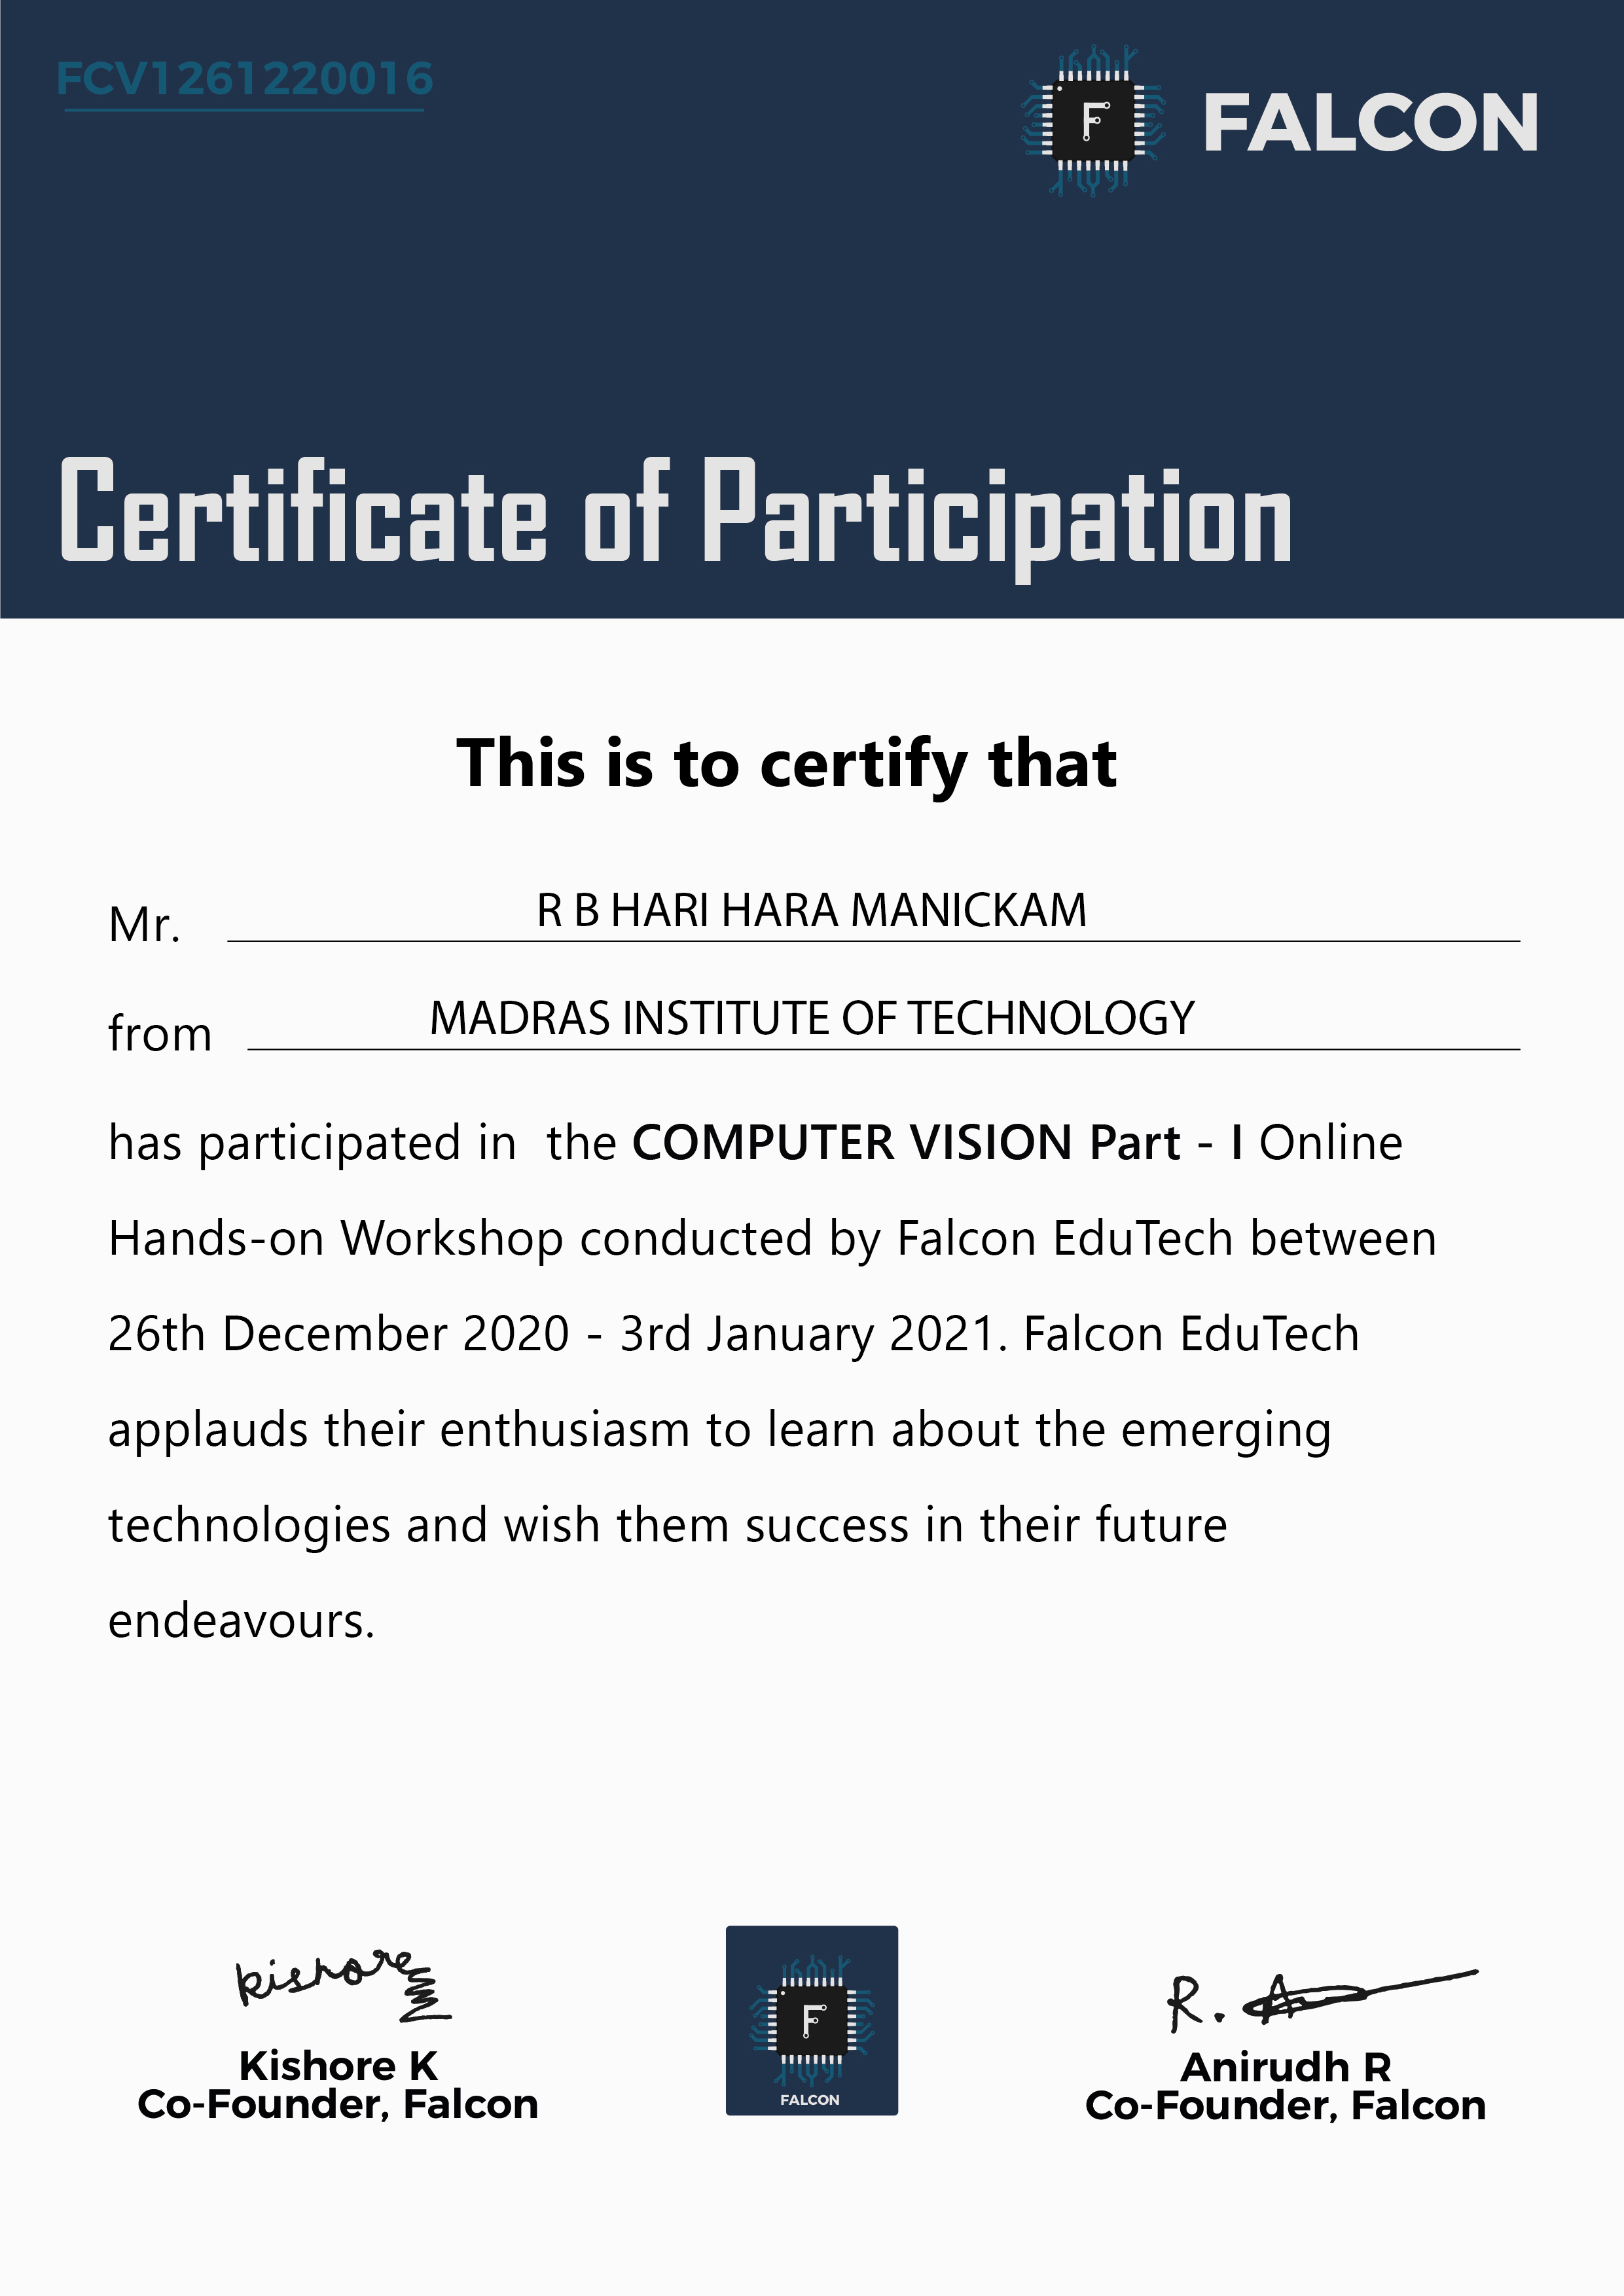 FCV1261220016
F
FALCON
Certificate of Participation
This is to certify that
Mr. R B HARI HARA MANICKAM
from MADRAS INSTITUTE OF TECHNOLOGY
has participated in the COMPUTER VISION Part - I Online
Hands-on Workshop conducted by Falcon EduTech between
26th December 2020 - 3rd January 2021. Falcon EduTech
applauds their enthusiasm to learn about the emerging
technologies and wish them success in their future
endeavours.
kishore
Kishore K
Co-Founder, Falcon
F
FALCON
R. A
Anirudh R
Co-Founder, Falcon